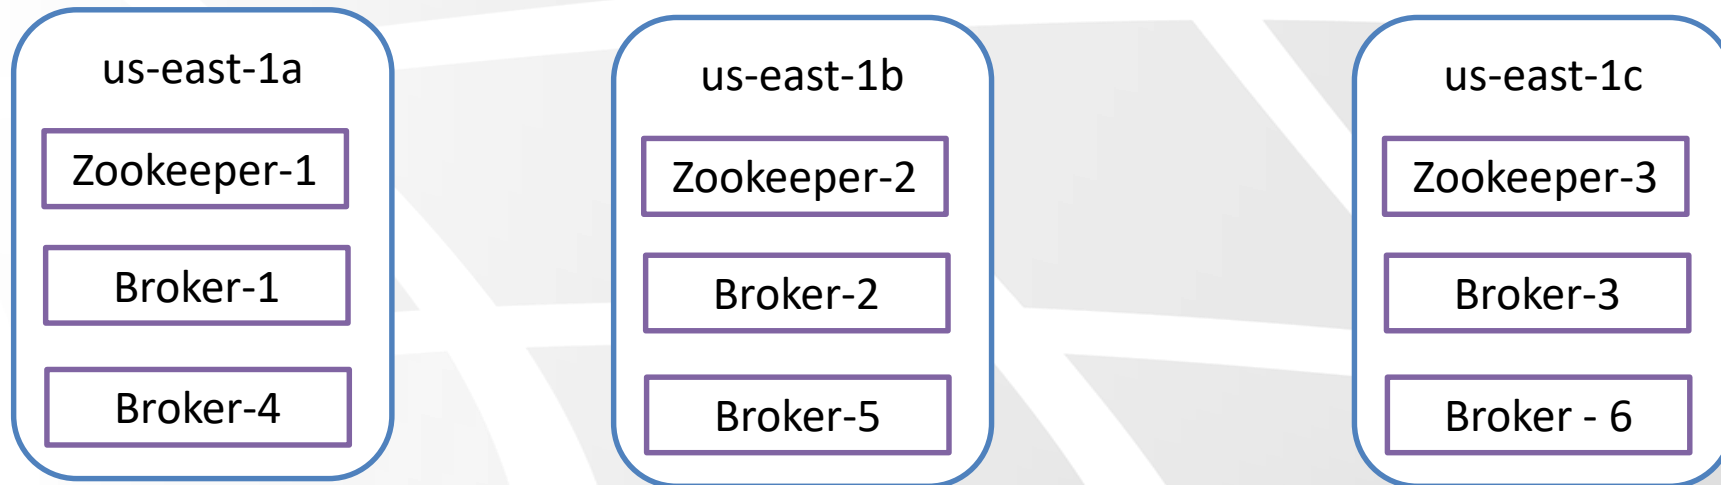 us-east-1a
Zookeeper-1
Broker-1
Broker-4
us-east-1b
Zookeeper-2
Broker-2
Broker-5
us-east-1c
Zookeeper-3
Broker-3
Broker - 6